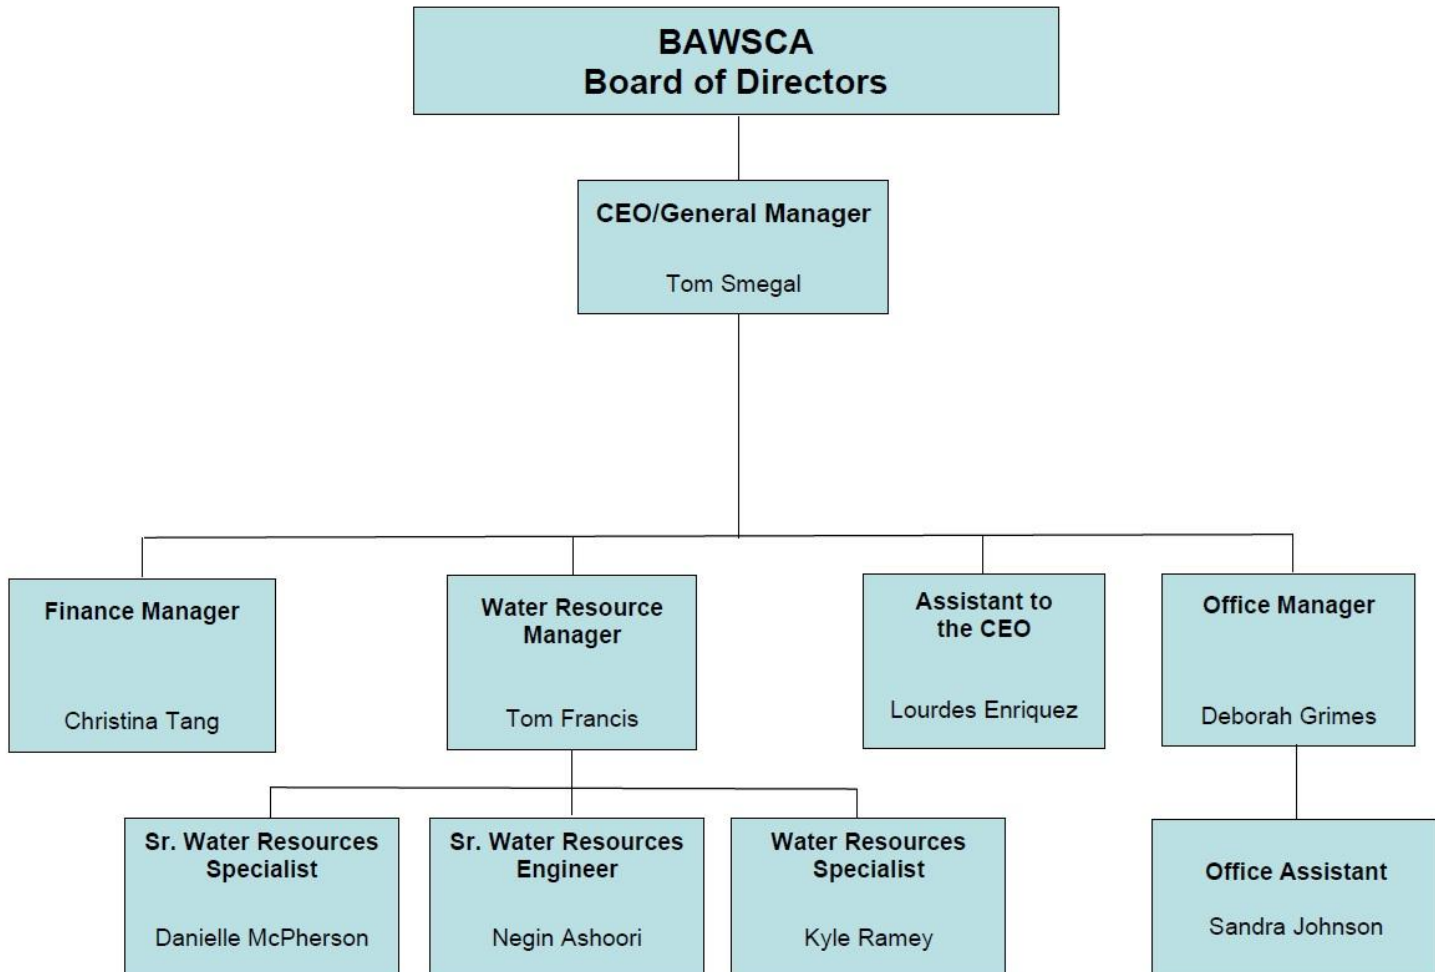 BAWSCA
Board of Directors
CEO/General Manager
Tom Smegal
Finance Manager
Christina Tang
Water Resource
Manager
Tom Francis
Assistant to
the CEO
Lourdes Enriquez
Office Manager
Deborah Grimes
Sr. Water Resources
Specialist
Danielle McPherson
Sr. Water Resources
Engineer
Negin Ashoori
Water Resources
Specialist
Kyle Ramey
Office Assistant
Sandra Johnson